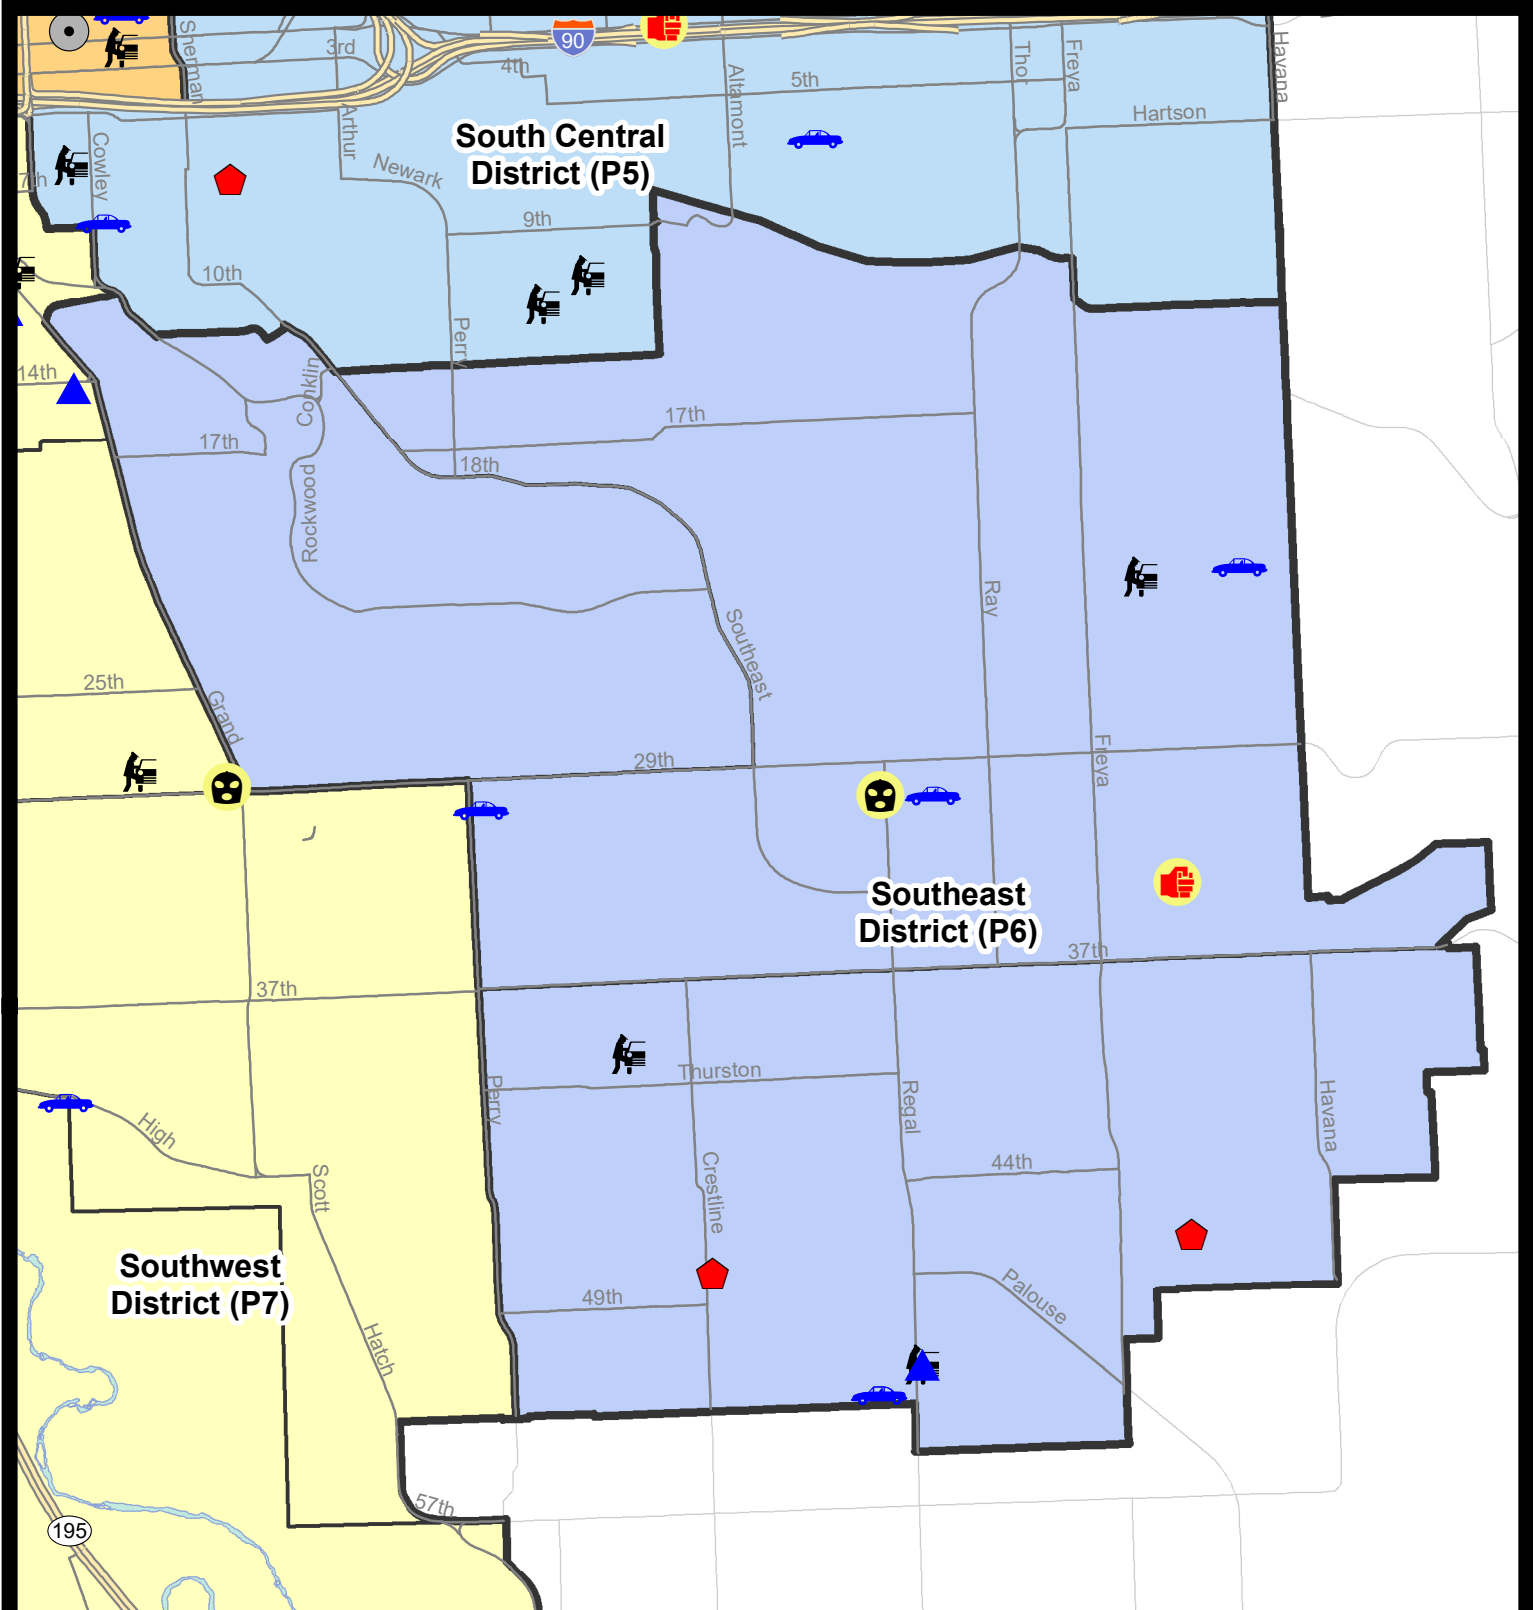 Sherman
3rd
90
4th
Altamont
5th
Thor
Freya
Havana
Hartson
Arthur
Cowley
South Central
District (P5)
Newark
7th
9th
10th
Perry
14th
Conklin
17th
17th
18th
Rockwood
Ray
Southeast
25th
Grand
29th
Freya
Southeast
District (P6)
37th
37th
Thurston
Perry
Regal
Havana
High
Scott
Crestline
44th
Southwest
District (P7)
49th
Palouse
Hatch
57th
195